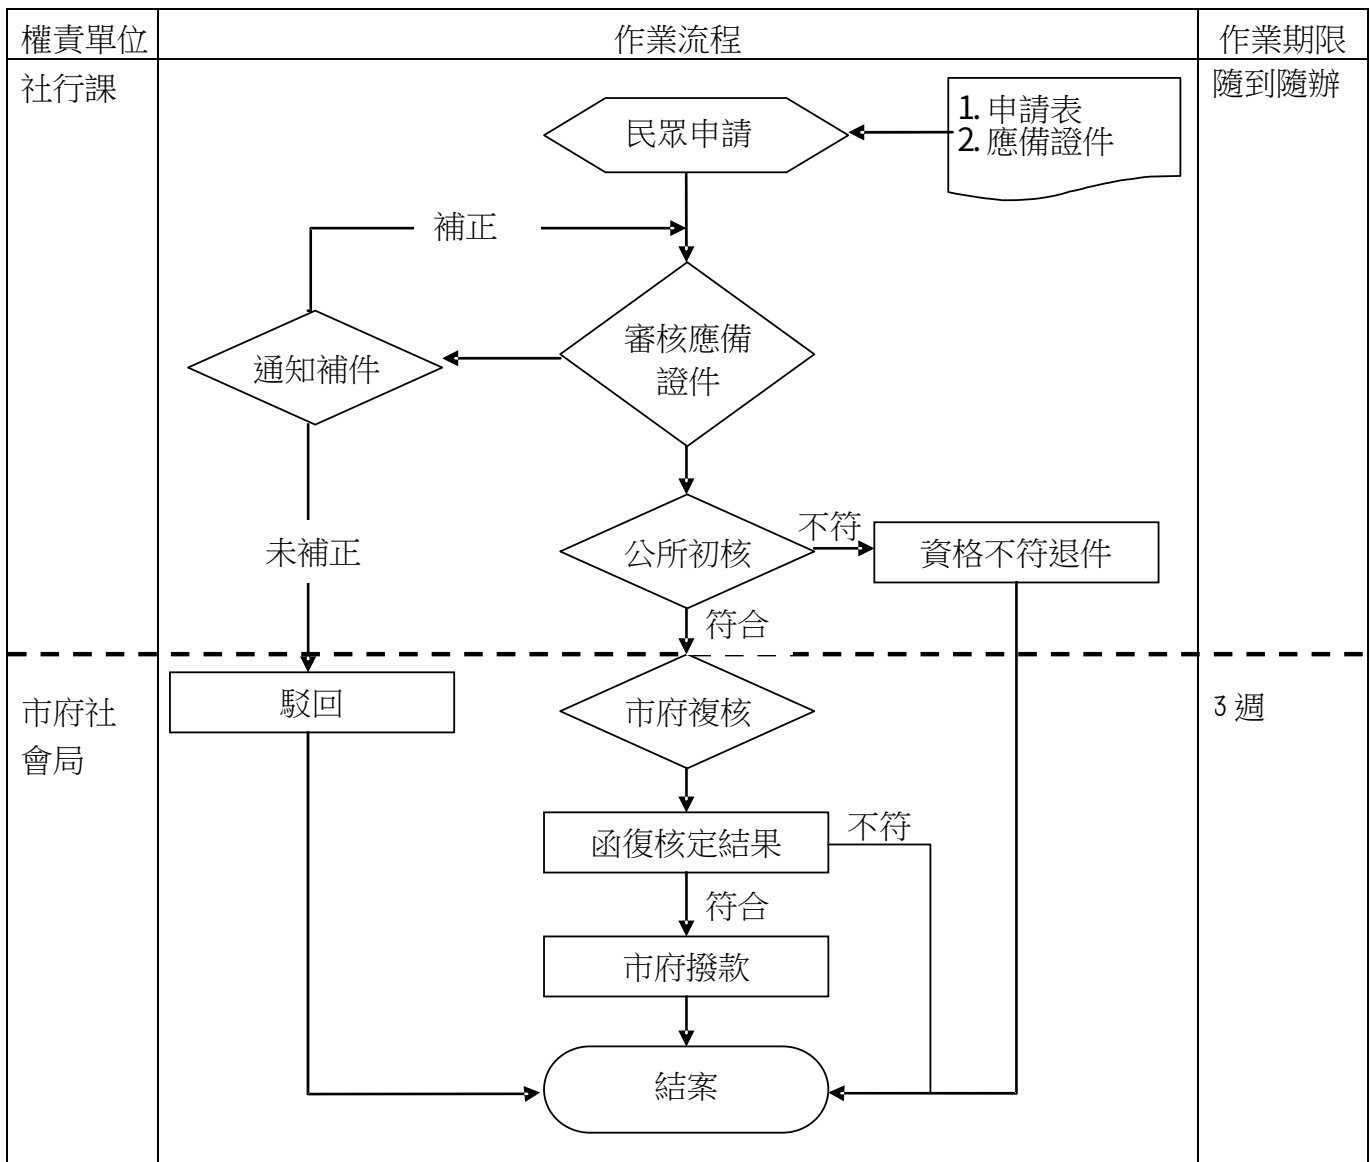 權責單位
作業流程
作業期限
社行課
隨到隨辦
民眾申請
1. 申請表
2. 應備證件
補正
審核應備
證件
通知補件
未補正
公所初核
不符
資格不符退件
符合
市府社
會局
駁回
市府複核
3 週
函復核定結果
不符
符合
市府撥款
結案